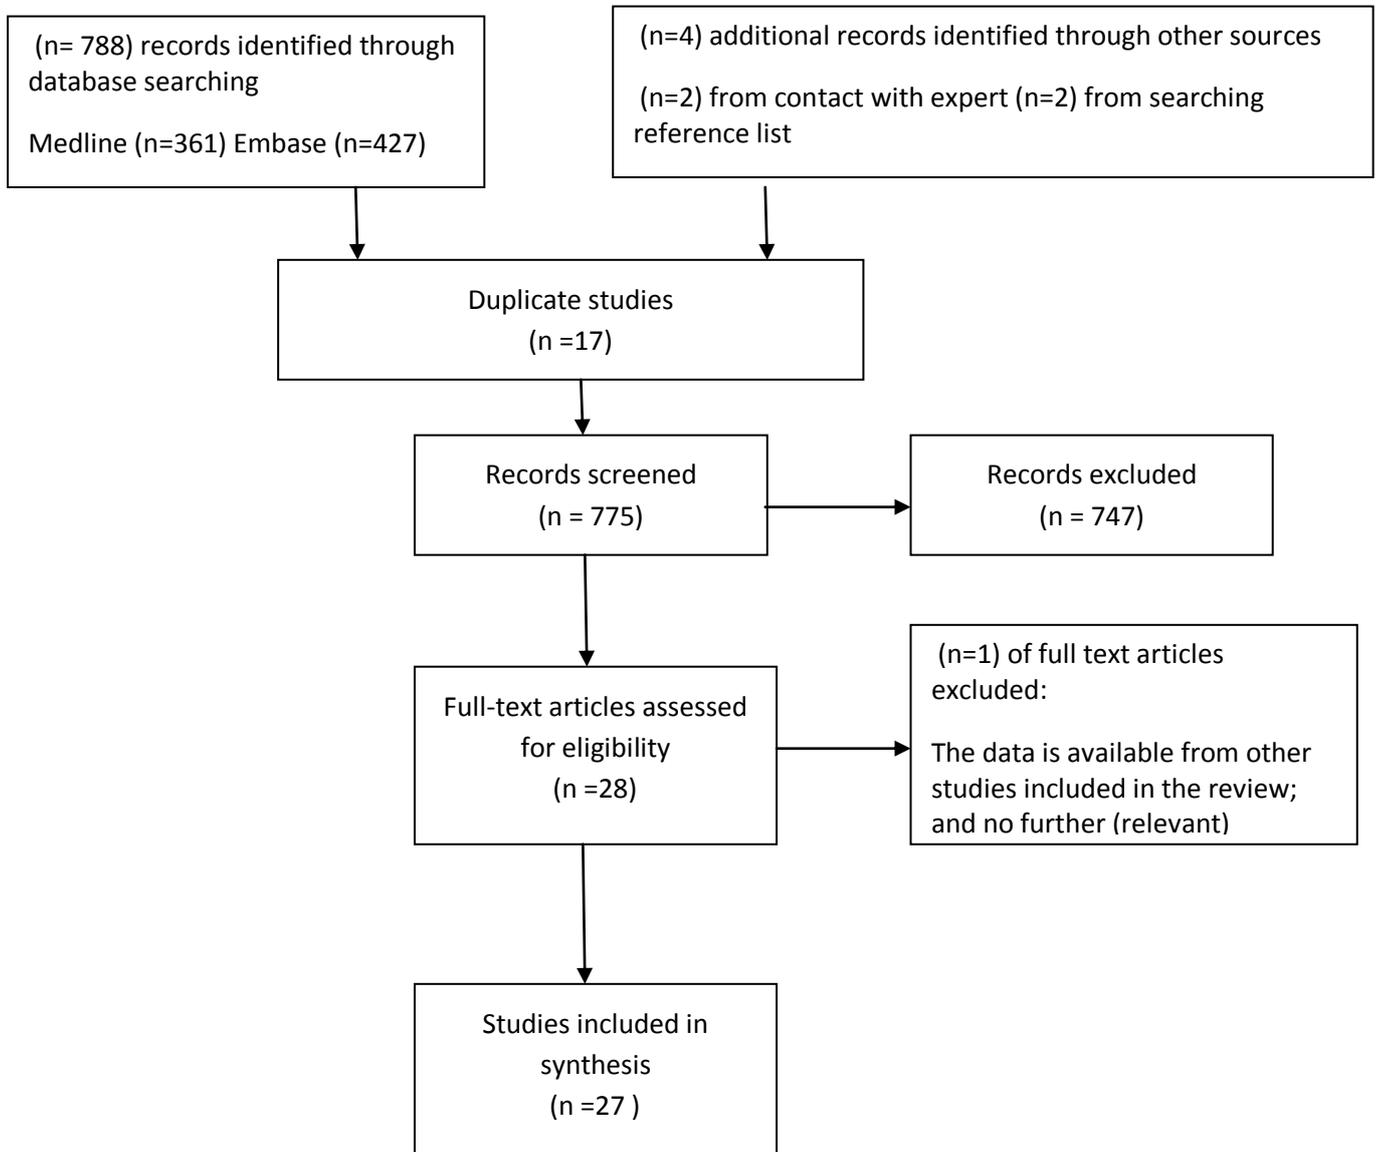 (n= 788) records identified through
database searching
Medline (n=361) Embase (n=427)
(n=4) additional records identified through other sources
(n=2) from contact with expert (n=2) from searching
reference list
Duplicate studies
(n =17)
Records screened
(n = 775)
Records excluded
(n = 747)
Full-text articles assessed
for eligibility
(n =28)
(n=1) of full text articles
excluded:
The data is available from other
studies included in the review;
and no further (relevant)
Studies included in
synthesis
(n =27 )